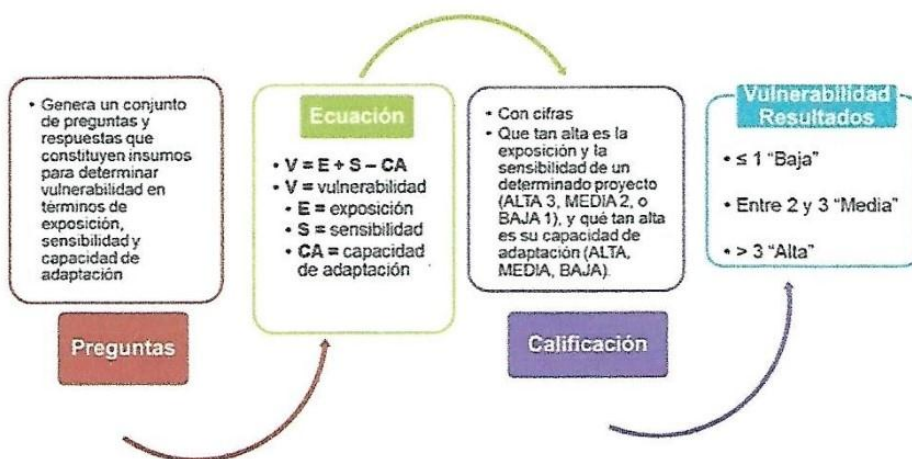 • Genera un conjunto
de preguntas y
respuestas que
constituyen insumos
para determinar
vulnerabilidad en
términos de
exposición,
sensibilidad y
capacidad de
adaptación
Preguntas
Ecuación
• V = E + S – CA
• V = vulnerabilidad
• E = exposición
• S = sensibilidad
• CA = capacidad
de adaptación
• Con cifras
• Que tan alta es la
exposición y la
sensibilidad de un
determinado proyecto
(ALTA 3, MEDIA 2, o
BAJA 1), y qué tan alta
es su capacidad de
adaptación (ALTA,
MEDIA, BAJA).
Calificación
Vulnerabilidad
Resultados
• ≤ 1 “Baja”
• Entre 2 y 3 “Media”
• > 3 “Alta”